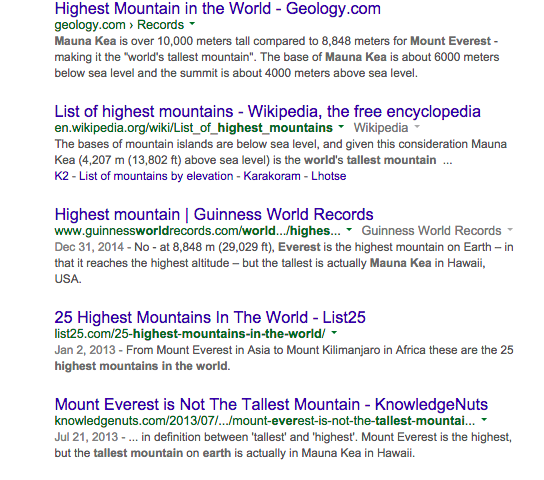 Highest Mountain in the World - Geology.com
geology.com › Records
Mauna Kea is over 10,000 meters tall compared to 8,848 meters for Mount Everest -
making it the "world's tallest mountain". The base of Mauna Kea is about 6000 meters
below sea level and the summit is about 4000 meters above sea level.
List of highest mountains - Wikipedia, the free encyclopedia
en.wikipedia.org/wiki/List_of_highest_mountains Wikipedia
The bases of mountain islands are below sea level, and given this consideration Mauna
Kea (4,207 m (13,802 ft) above sea level) is the world's tallest mountain ...
K2 - List of mountains by elevation - Karakoram - Lhotse
Highest mountain | Guinness World Records
www.guinnessworldrecords.com/world.../highes... Guinness World Records
Dec 31, 2014 - No - at 8,848 m (29,029 ft), Everest is the highest mountain on Earth – in
that it reaches the highest altitude – but the tallest is actually Mauna Kea in Hawaii,
USA.
25 Highest Mountains In The World - List25
list25.com/25-highest-mountains-in-the-world/
Jan 2, 2013 - From Mount Everest in Asia to Mount Kilimanjaro in Africa these are the 25
highest mountains in the world.
Mount Everest is Not The Tallest Mountain - KnowledgeNuts
knowledgenuts.com/2013/07/.../mount-everest-is-not-the-tallest-mountai...
Jul 21, 2013 - ... in definition between 'tallest' and 'highest'. Mount Everest is the highest,
but the tallest mountain on earth is actually in Mauna Kea in Hawaii.